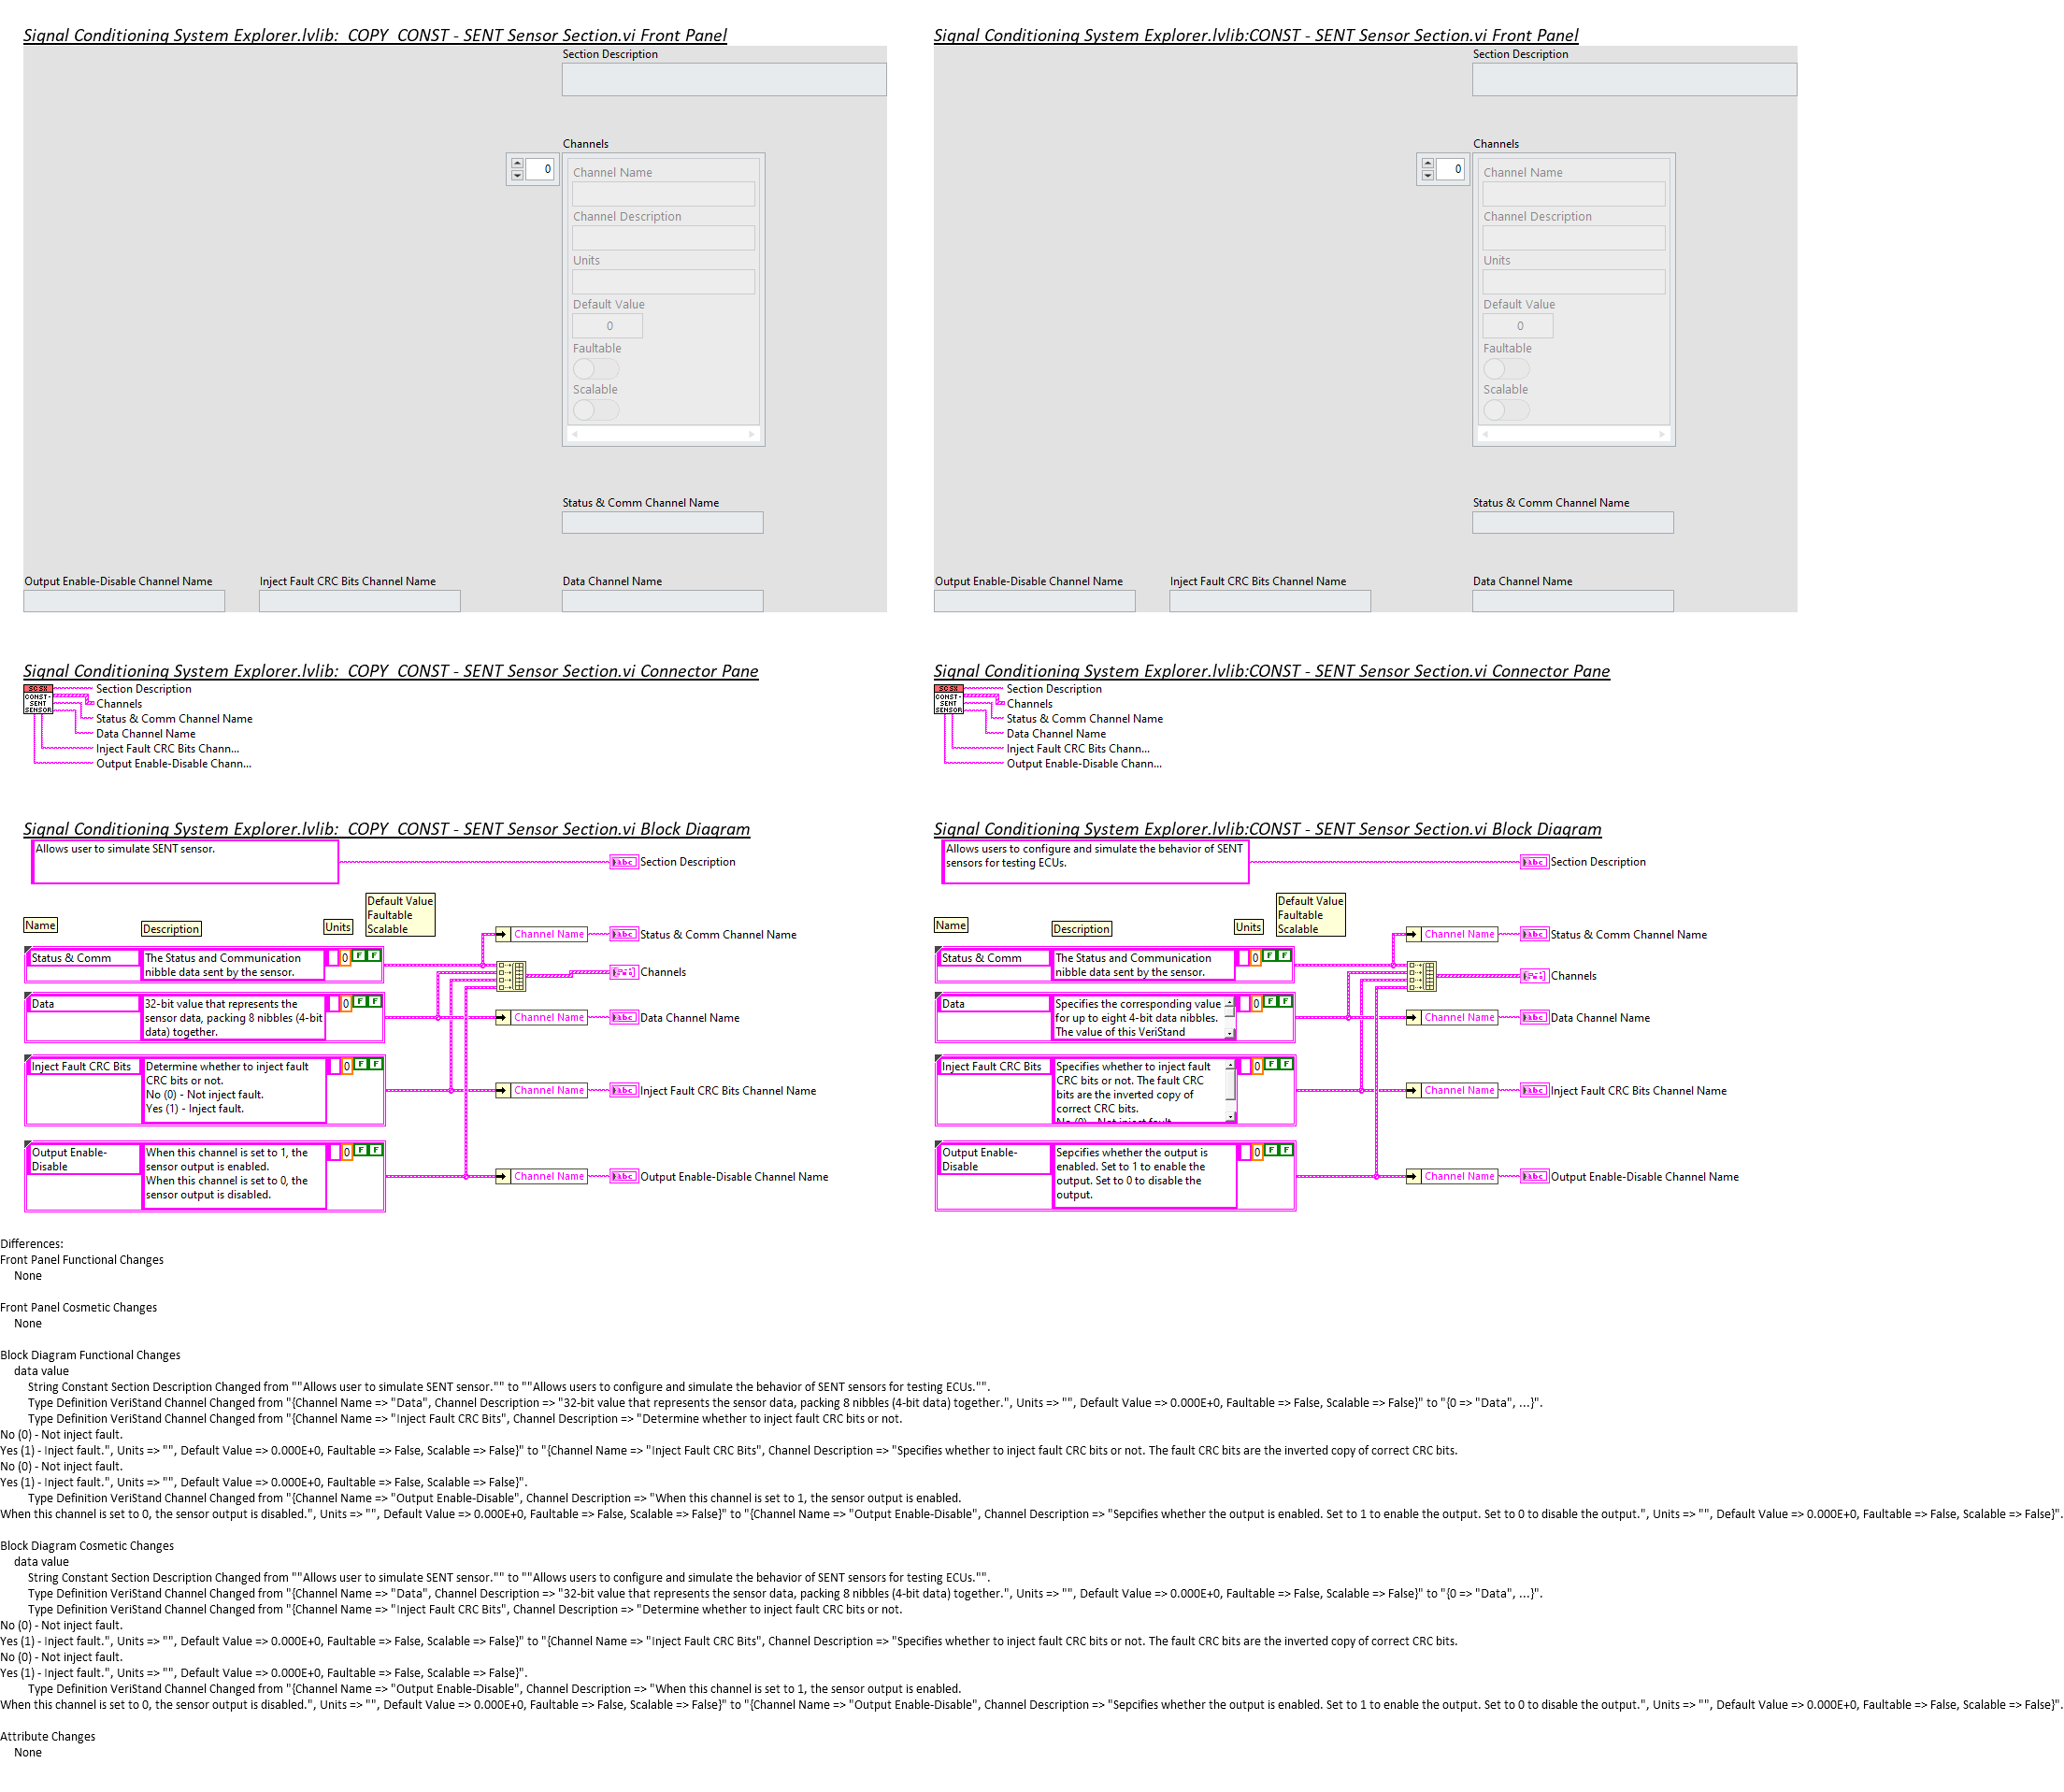 Signal Conditioning System Explorer.lvlib:_COPY_CONST - SENT Sensor Section.vi Front Panel
Section Description
Channels
0
Channel Name
Channel Description
Units
Default Value
0
Faultable
Scalable
Status & Comm Channel Name
Output Enable-Disable Channel Name
Inject Fault CRC Bits Channel Name
Data Channel Name
Signal Conditioning System Explorer.lvlib:CONST - SENT Sensor Section.vi Front Panel
Section Description
Channels
0
Channel Name
Channel Description
Units
Default Value
0
Faultable
Scalable
Status & Comm Channel Name
Output Enable-Disable Channel Name
Inject Fault CRC Bits Channel Name
Data Channel Name
Signal Conditioning System Explorer.lvlib:_COPY_CONST - SENT Sensor Section.vi Connector Pane
SCSX
CONST-
SENT
SENSOR
Section Description
Channels
Status & Comm Channel Name
Data Channel Name
Inject Fault CRC Bits Chann...
Output Enable-Disable Chann...
Signal Conditioning System Explorer.lvlib:CONST - SENT Sensor Section.vi Connector Pane
SCSX
CONST-
SENT
SENSOR
Section Description
Channels
Status & Comm Channel Name
Data Channel Name
Inject Fault CRC Bits Chann...
Output Enable-Disable Chann...
Signal Conditioning System Explorer.lvlib:_COPY_CONST - SENT Sensor Section.vi Block Diagram
Allows user to simulate SENT sensor.
abc
Section Description
Name
Description
Units
Default Value
Faultable
Scalable
Status & Comm
The Status and Communication
nibble data sent by the sensor.
0 F F
Channel Name
abc
Status & Comm Channel Name
Channels
Data
32-bit value that represents the
sensor data, packing 8 nibbles (4-bit
data) together.
0 F F
Channel Name
abc
Data Channel Name
Inject Fault CRC Bits
Determine whether to inject fault
CRC bits or not.
No (0) - Not inject fault.
Yes (1) - Inject fault.
0 F F
Channel Name
abc
Inject Fault CRC Bits Channel Name
Output Enable-
Disable
When this channel is set to 1, the
sensor output is enabled.
When this channel is set to 0, the
sensor output is disabled.
0 F F
Channel Name
abc
Output Enable-Disable Channel Name
Signal Conditioning System Explorer.lvlib:CONST - SENT Sensor Section.vi Block Diagram
Allows users to configure and simulate the behavior of SENT
sensors for testing ECUs.
abc
Section Description
Name
Description
Units
Default Value
Faultable
Scalable
Status & Comm
The Status and Communication
nibble data sent by the sensor.
0 F F
Channel Name
abc
Status & Comm Channel Name
Channels
Data
Specifies the corresponding value
for up to eight 4-bit data nibbles.
The value of this VeriStand
0 F F
Channel Name
abc
Data Channel Name
Inject Fault CRC Bits
Specifies whether to inject fault
CRC bits or not. The fault CRC
bits are the inverted copy of
correct CRC bits.
No (0) - Not inject fault.
0 F F
Channel Name
abc
Inject Fault CRC Bits Channel Name
Output Enable-
Disable
Sepcifies whether the output is
enabled. Set to 1 to enable the
output. Set to 0 to disable the
output.
0 F F
Channel Name
abc
Output Enable-Disable Channel Name
Differences:
Front Panel Functional Changes
None
Front Panel Cosmetic Changes
None
Block Diagram Functional Changes
data value
String Constant Section Description Changed from ""Allows user to simulate SENT sensor."" to ""Allows users to configure and simulate the behavior of SENT sensors for testing ECUs."".
Type Definition VeriStand Channel Changed from "{Channel Name => "Data", Channel Description => "32-bit value that represents the sensor data, packing 8 nibbles (4-bit data) together.", Units => "", Default Value => 0.000E+0, Faultable => False, Scalable => False}" to "{0 => "Data", ...}".
Type Definition VeriStand Channel Changed from "{Channel Name => "Inject Fault CRC Bits", Channel Description => "Determine whether to inject fault CRC bits or not.
No (0) - Not inject fault.
Yes (1) - Inject fault.", Units => "", Default Value => 0.000E+0, Faultable => False, Scalable => False}" to "{Channel Name => "Inject Fault CRC Bits", Channel Description => "Specifies whether to inject fault CRC bits or not. The fault CRC bits are the inverted copy of correct CRC bits.
No (0) - Not inject fault.
Yes (1) - Inject fault.", Units => "", Default Value => 0.000E+0, Faultable => False, Scalable => False}".
Type Definition VeriStand Channel Changed from "{Channel Name => "Output Enable-Disable", Channel Description => "When this channel is set to 1, the sensor output is enabled.
When this channel is set to 0, the sensor output is disabled.", Units => "", Default Value => 0.000E+0, Faultable => False, Scalable => False}" to "{Channel Name => "Output Enable-Disable", Channel Description => "Sepcifies whether the output is enabled. Set to 1 to enable the output. Set to 0 to disable the output.", Units => "", Default Value => 0.000E+0, Faultable => False, Scalable => False}".
Block Diagram Cosmetic Changes
data value
String Constant Section Description Changed from ""Allows user to simulate SENT sensor."" to ""Allows users to configure and simulate the behavior of SENT sensors for testing ECUs."".
Type Definition VeriStand Channel Changed from "{Channel Name => "Data", Channel Description => "32-bit value that represents the sensor data, packing 8 nibbles (4-bit data) together.", Units => "", Default Value => 0.000E+0, Faultable => False, Scalable => False}" to "{0 => "Data", ...}".
Type Definition VeriStand Channel Changed from "{Channel Name => "Inject Fault CRC Bits", Channel Description => "Determine whether to inject fault CRC bits or not.
No (0) - Not inject fault.
Yes (1) - Inject fault.", Units => "", Default Value => 0.000E+0, Faultable => False, Scalable => False}" to "{Channel Name => "Inject Fault CRC Bits", Channel Description => "Specifies whether to inject fault CRC bits or not. The fault CRC bits are the inverted copy of correct CRC bits.
No (0) - Not inject fault.
Yes (1) - Inject fault.", Units => "", Default Value => 0.000E+0, Faultable => False, Scalable => False}".
Type Definition VeriStand Channel Changed from "{Channel Name => "Output Enable-Disable", Channel Description => "When this channel is set to 1, the sensor output is enabled.
When this channel is set to 0, the sensor output is disabled.", Units => "", Default Value => 0.000E+0, Faultable => False, Scalable => False}" to "{Channel Name => "Output Enable-Disable", Channel Description => "Sepcifies whether the output is enabled. Set to 1 to enable the output. Set to 0 to disable the output.", Units => "", Default Value => 0.000E+0, Faultable => False, Scalable => False}".
Attribute Changes
None